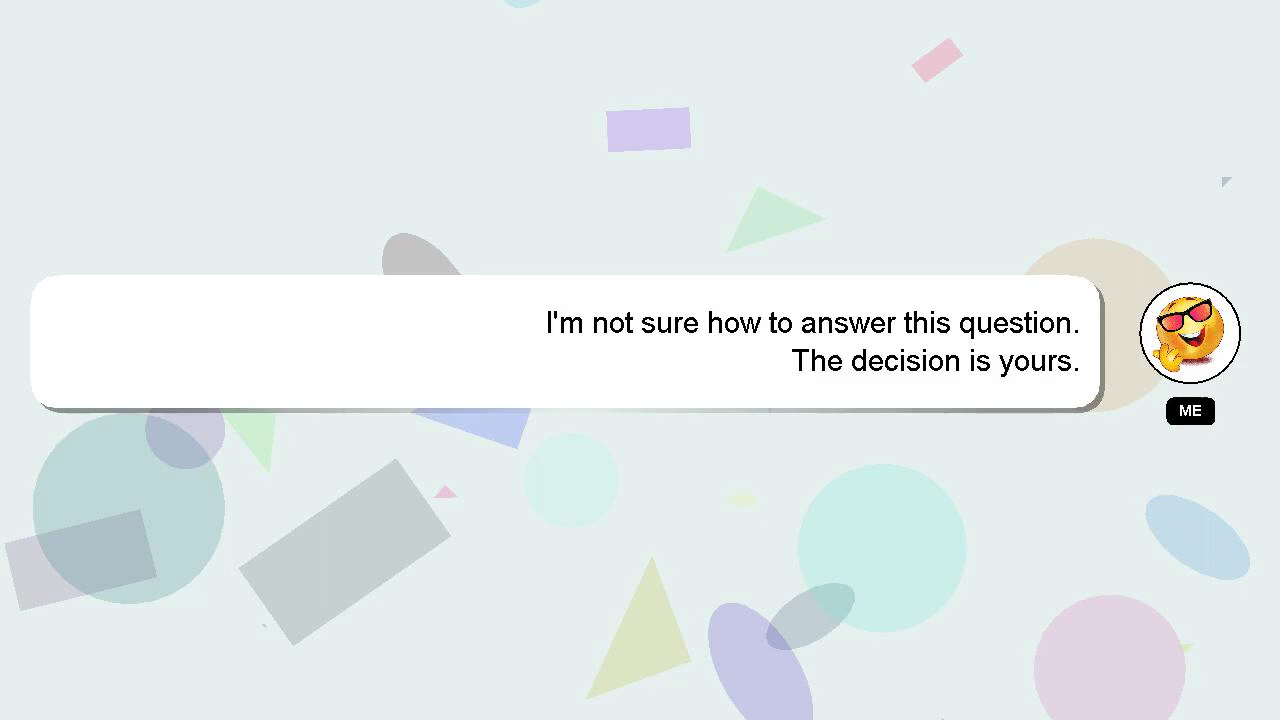 I'm not sure how to answer this question.
The decision is yours.
ME